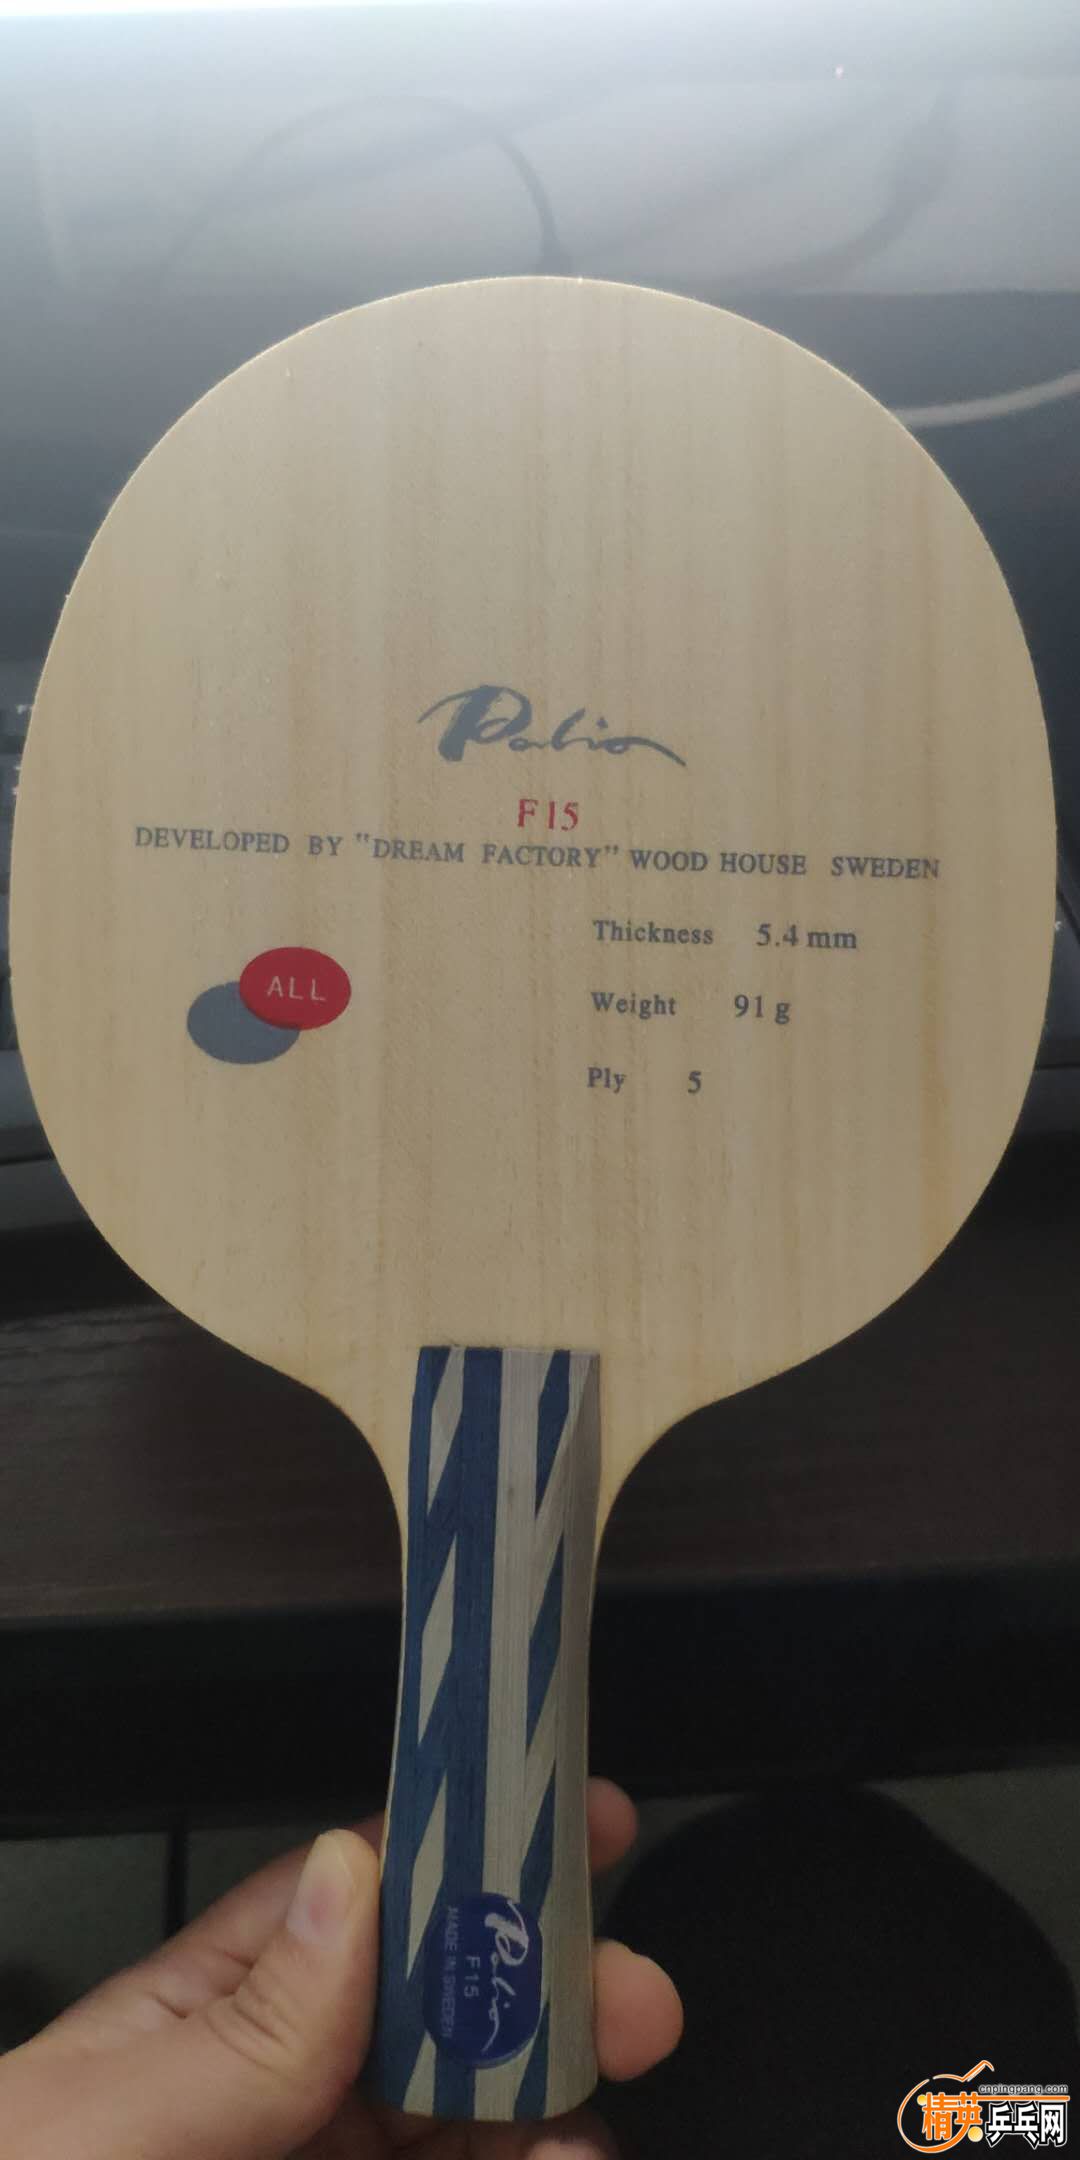 Palio
F15
DEVELOPED BY "DREAM FACTORY" WOOD HOUSE SWEDEN
Thickness 5.4 mm
ALL
Weight 91 g
Ply 5
Palio
F15
MADE IN SWEDEN
cnpingpang.com
精英乒乓网